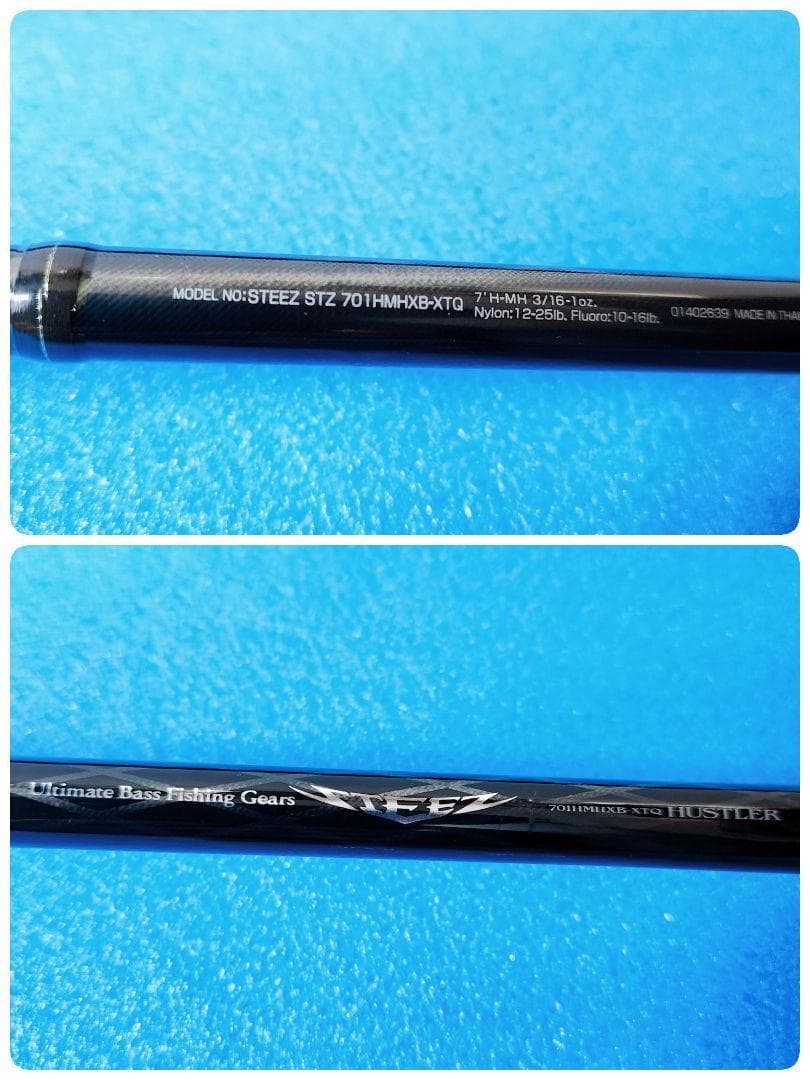 MODEL NO:STEEZ STZ 701HMHXB-XTQ
7'H-MH 3/16-1oz.
Nylon:12-25lb. Fluoro:10-16lb.
01402639 MADE IN THAI
Ultimate Bass Fishing Gears
STEEZ
701HMHXB-XTQ HUSTLER